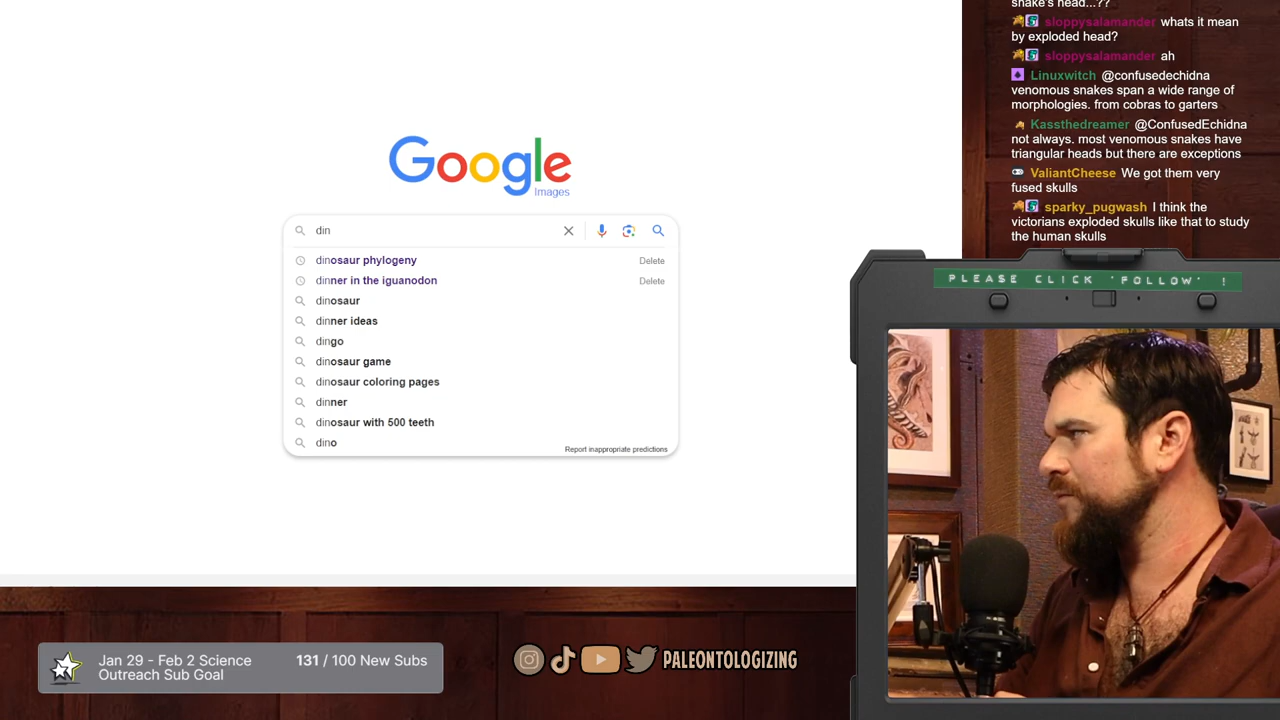 Google
Images
din
dinosaur phylogeny
Delete
dinner in the iguanodon
Delete
dinosaur
dinner ideas
dingo
dinosaur game
dinosaur coloring pages
dinner
dinosaur with 500 teeth
dino
Report inappropriate predictions
snake's head...??
sloppysalamander whats it mean
by exploded head?
sloppysalamander ah
Linuxwitch @confusedechidna
venomous snakes span a wide range of
morphologies. from cobras to garters
Kassthedreamer @ConfusedEchidna
not always. most venomous snakes have
triangular heads but there are exceptions
ValiantCheese We got them very
fused skulls
sparky_pugwash I think the
victorians exploded skulls like that to study
the human skulls
PLEASE CLICK 'FOLLOW' !
Jan 29 - Feb 2 Science
Outreach Sub Goal
131 / 100 New Subs
PALEONTOLOGIZING